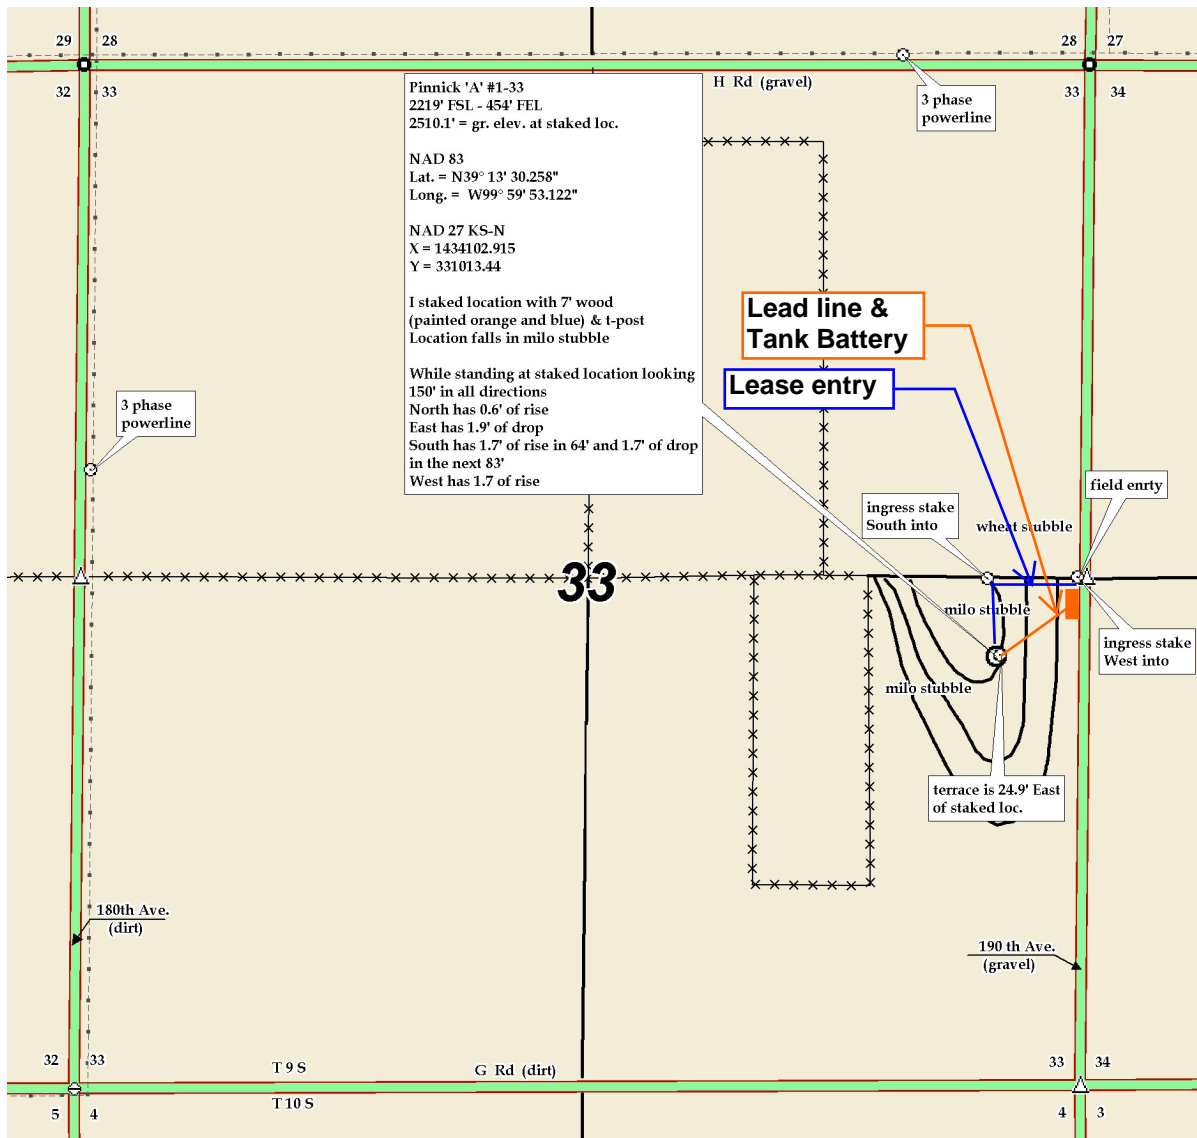 29
28
28
27
H Rd (gravel)
32
33
33
34
3 phase
powerline
Pinnick 'A' #1-33
2219' FSL - 454' FEL
2510.1' = gr. elev. at staked loc.
NAD 83
Lat. = N39° 13' 30.258"
Long. = W99° 59' 53.122"
NAD 27 KS-N
X = 1434102.915
Y = 331013.44
I staked location with 7' wood
(painted orange and blue) & t-post
Location falls in milo stubble
While standing at staked location looking
150' in all directions
North has 0.6' of rise
East has 1.9' of drop
South has 1.7' of rise in 64' and 1.7' of drop
in the next 83'
West has 1.7 of rise
Lead line &
Tank Battery
Lease entry
3 phase
powerline
field enrty
ingress stake
South into
wheat stubble
33
milo stubble
ingress stake
West into
milo stubble
terrace is 24.9' East
of staked loc.
180th Ave.
(dirt)
190 th Ave.
(gravel)
32
33
T 9 S
G Rd (dirt)
33
34
T 10 S
5
4
4
3